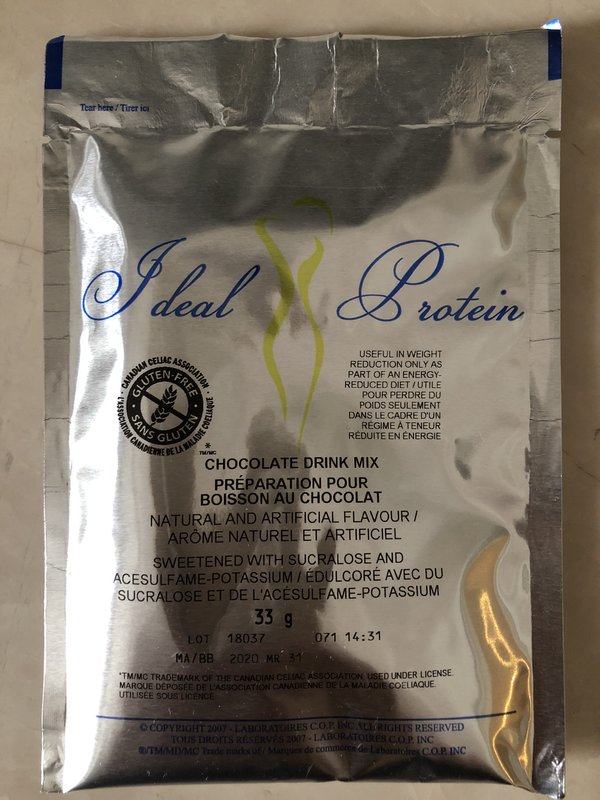 Tear here / Tirer ici
Ideal Protein
USEFUL IN WEIGHT
REDUCTION ONLY AS
PART OF AN ENERGY-
REDUCED DIET / UTILE
POUR PERDRE DU
POIDS SEULEMENT
DANS LE CADRE D'UN
RÉGIME À TENEUR
RÉDUITE EN ÉNERGIE
CANADIAN CELIAC ASSOCIATION
GLUTEN-FREE
SANS GLUTEN
L'ASSOCIATION CANADIENNE DE LA MALADIE COELIAQUE
*
TM/MC
CHOCOLATE DRINK MIX
PRÉPARATION POUR
BOISSON AU CHOCOLAT
NATURAL AND ARTIFICIAL FLAVOUR /
ARÔME NATUREL ET ARTIFICIEL
SWEETENED WITH SUCRALOSE AND
ACESULFAME-POTASSIUM / ÉDULCORÉ AVEC DU
SUCRALOSE ET DE L'ACÉSULFAME-POTASSIUM
33 g
LOT 18037 071 14:31
MA/BB 2020 MR 31
*TM/MC TRADEMARK OF THE CANADIAN CELIAC ASSOCIATION. USED UNDER LICENSE.
MARQUE DÉPOSÉE DE L'ASSOCIATION CANADIENNE DE LA MALADIE COELIAQUE.
UTILISÉE SOUS LICENCE.
© COPYRIGHT 2007 - LABORATOIRES C.O.P. INC ALL RIGHTS RESERVED
TOUS DROITS RÉSERVÉS 2007 - LABORATOIRES C.O.P. INC
®/TM/MD/MC Trade marks of / Marques de commerce de Laboratoires C.O.P. INC